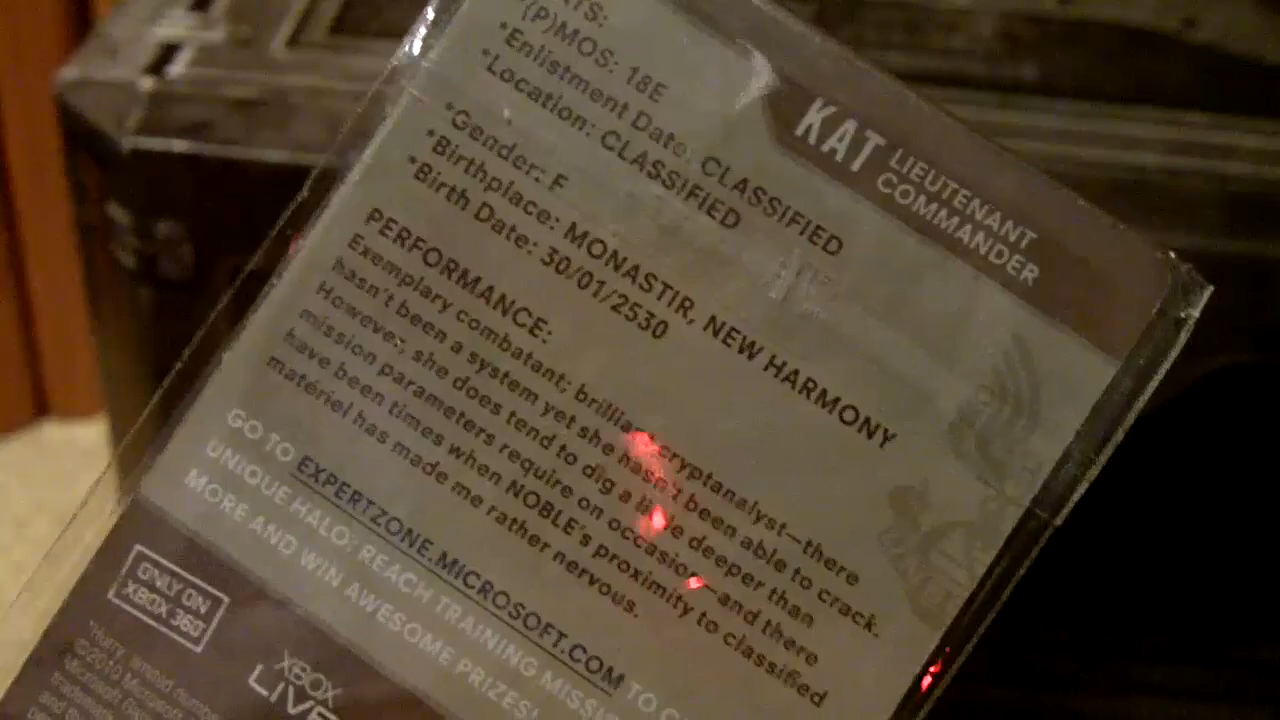 KAT LIEUTENANT
COMMANDER
(P)MOS: 18E
*Enlistment Date: CLASSIFIED
*Location: CLASSIFIED
*Gender: F
*Birthplace: MONASTIR, NEW HARMONY
*Birth Date: 30/01/2530
PERFORMANCE:
Exemplary combatant; brilliant cryptanalyst—there
hasn't been a system yet she hasn't been able to crack.
However, she does tend to dig a little deeper than
mission parameters require on occasion—and there
have been times when NOBLE's proximity to classified
matériel has made me rather nervous.
GO TO EXPERTZONE.MICROSOFT.COM TO
UNIQUE HALO: REACH TRAINING
MORE AND WIN AWESOME PRIZES!
ONLY ON
XBOX 360
XBOX
LIVE
*Hurry, limited
©2010 Microsoft
Microsoft